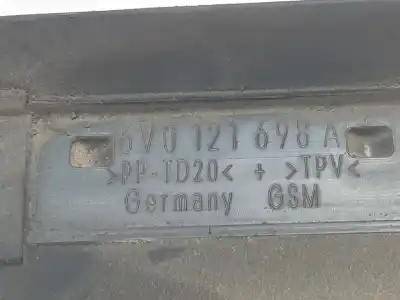 6V0 121 698 A
>PP-TD20< + >TPV<
Germany GSM